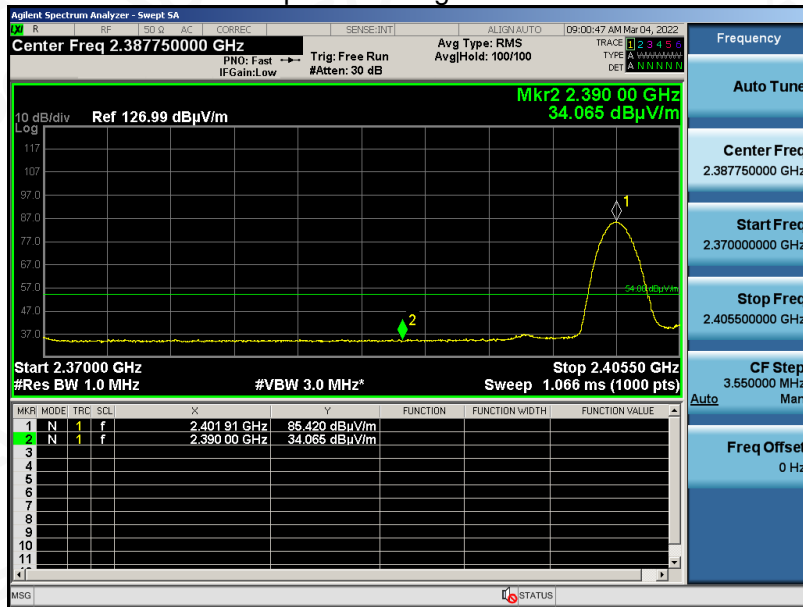 Agilent Spectrum Analyzer - Swept SA
LXI R RF 50 Ω AC CORREC SENSE:INT ALIGN AUTO 09:00:47 AM Mar 04, 2022
Center Freq 2.387750000 GHz
PNO: Fast
IFGain:Low
Trig: Free Run
#Atten: 30 dB
Avg Type: RMS
Avg|Hold: 100/100
TRACE 1 2 3 4 5 6
TYPE A WWWWW
DET A N N N N N
Mkr2 2.390 00 GHz
34.065 dBµV/m
10 dB/div Ref 126.99 dBµV/m
Log
117
107
97.0
87.0
77.0
67.0
57.0
47.0
37.0
1
54.00 dBµV/m
2
Start 2.37000 GHz Stop 2.40550 GHz
#Res BW 1.0 MHz #VBW 3.0 MHz* Sweep 1.066 ms (1000 pts)
MKR MODE TRC SCL X Y FUNCTION FUNCTION WIDTH FUNCTION VALUE
1 N 1 f 2.401 91 GHz 85.420 dBµV/m
2 N 1 f 2.390 00 GHz 34.065 dBµV/m
3
4
5
6
7
8
9
10
11
MSG STATUS
Frequency
Auto Tune
Center Freq
2.387750000 GHz
Start Freq
2.370000000 GHz
Stop Freq
2.405500000 GHz
CF Step
3.550000 MHz
Auto Man
Freq Offset
0 Hz